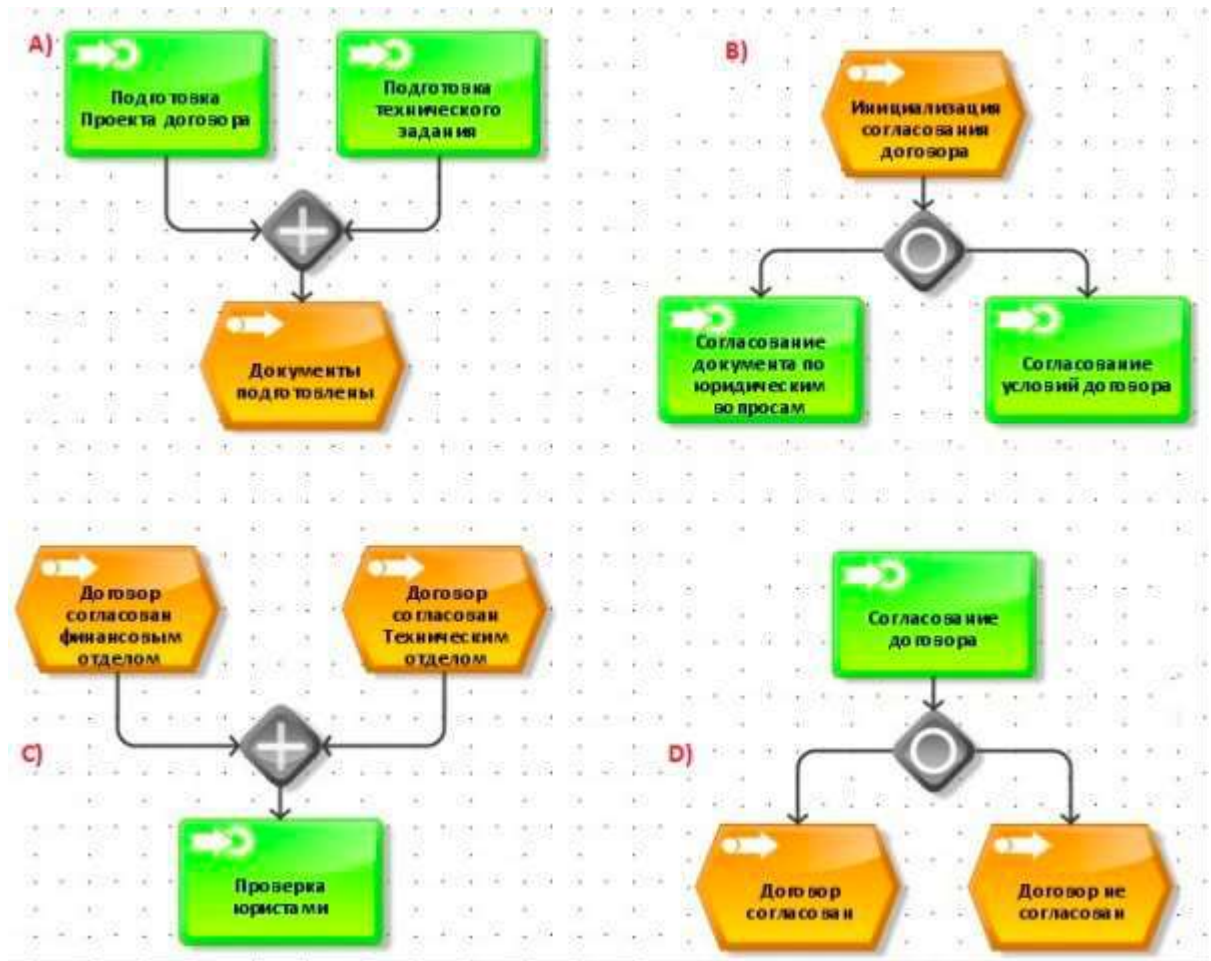 A)
Подготовка
Проекта договора
Подготовка
технического
задания
Документы
подготовлены
B)
Инициализация
согласования
договора
Согласование
документа по
юридическим
вопросам
Согласование
условий договора
C)
Договор
согласован
финансовым
отделом
Договор
согласован
Техническим
отделом
Проверка
юристами
D)
Согласование
договора
Договор
согласован
Договор не
согласован